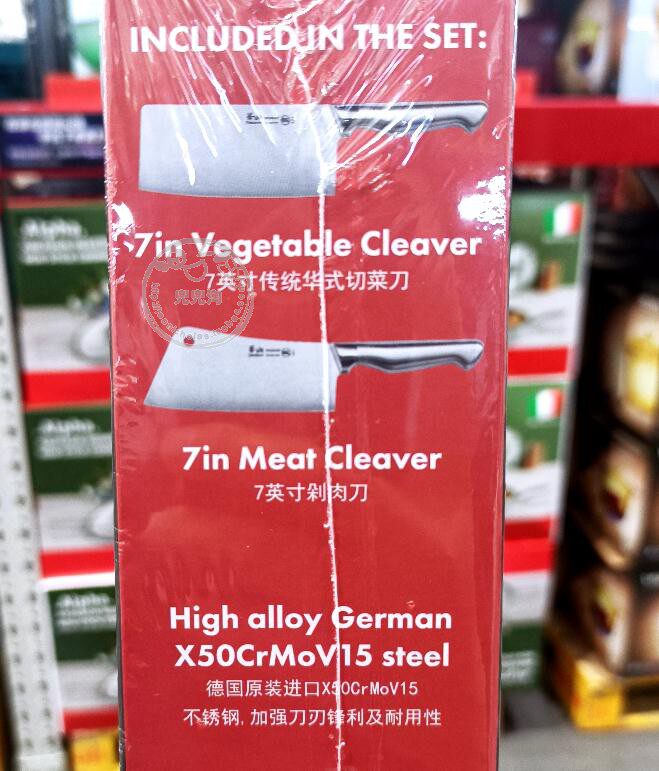 INCLUDED IN THE SET:
7in Vegetable Cleaver
7英寸传统华式切菜刀
7in Meat Cleaver
7英寸剁肉刀
High alloy German
X50CrMoV15 steel
德国原装进口X50CrMoV15
不锈钢,加强刀刃锋利及耐用性
Alpha
Alpha
Alpha